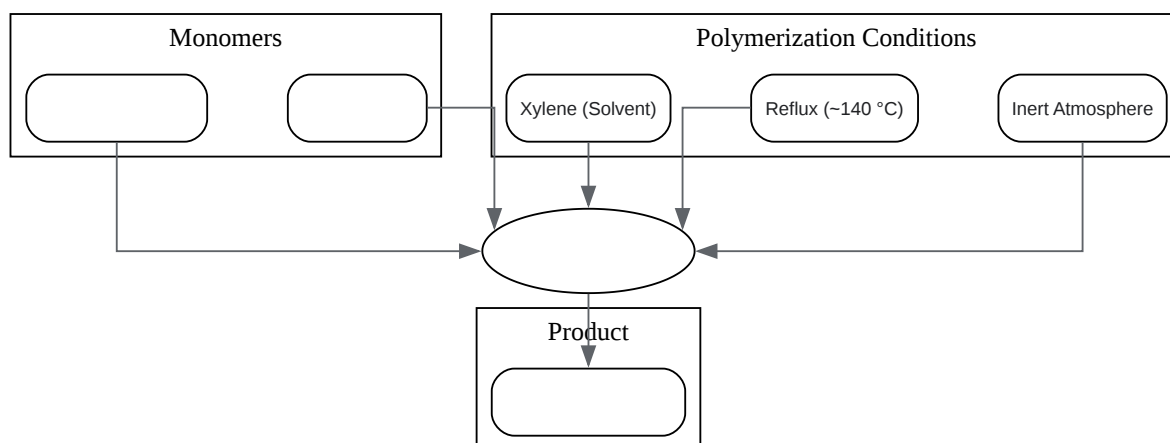 Monomers
Polymerization Conditions
Xylene (Solvent)
Reflux (~140 °C)
Inert Atmosphere
Product